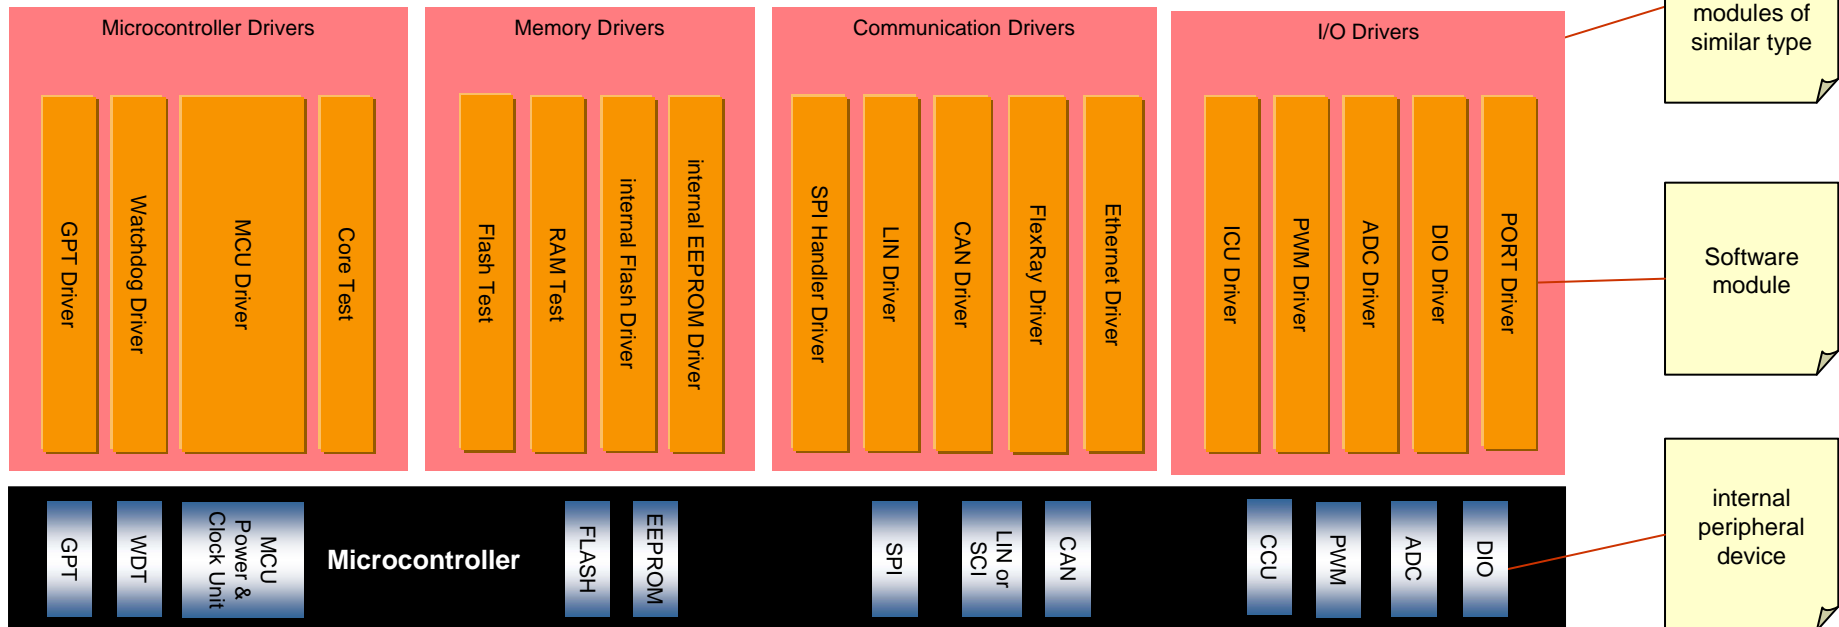 Microcontroller Drivers
GPT Driver
Watchdog Driver
MCU Driver
Core Test
Memory Drivers
Flash Test
RAM Test
internal Flash Driver
internal EEPROM Driver
Communication Drivers
SPI Handler Driver
LIN Driver
CAN Driver
FlexRay Driver
Ethernet Driver
I/O Drivers
ICU Driver
PWM Driver
ADC Driver
DIO Driver
PORT Driver
modules of
similar type
Software
module
internal
peripheral
device
GPT
WDT
MCU
Power &
Clock Unit
Microcontroller
FLASH
EEPROM
SPI
LIN or
SCI
CAN
CCU
PWM
ADC
DIO